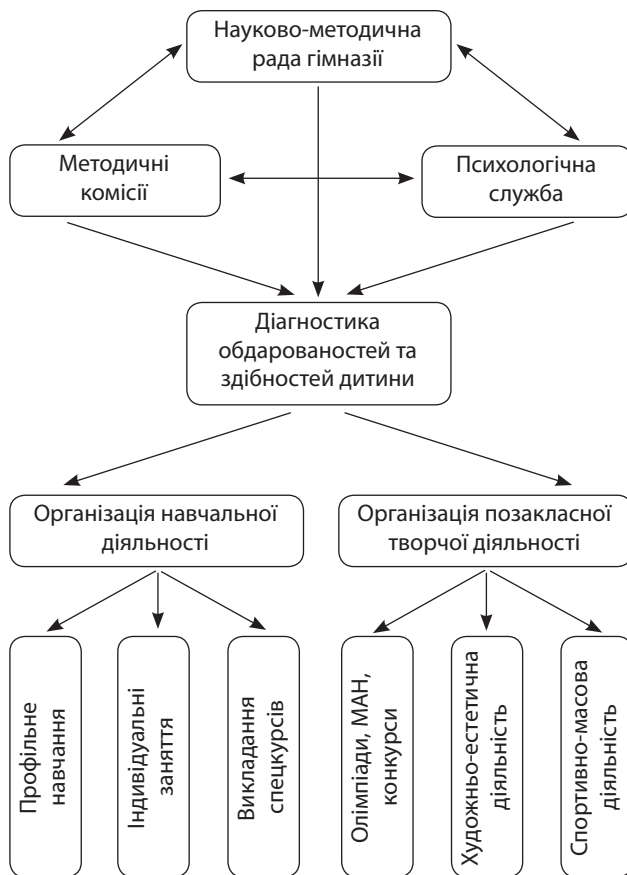 Науково-методична
рада гімназії
Методичні
комісії
Психологічна
служба
Діагностика
обдарованостей та
здібностей дитини
Організація навчальної
діяльності
Організація позакласної
творчої діяльності
Профільне
навчання
Індивідуальні
заняття
Викладання
спецкурсів
Олімпіади, МАН,
конкурси
Художньо-естетична
діяльність
Спортивно-масова
діяльність